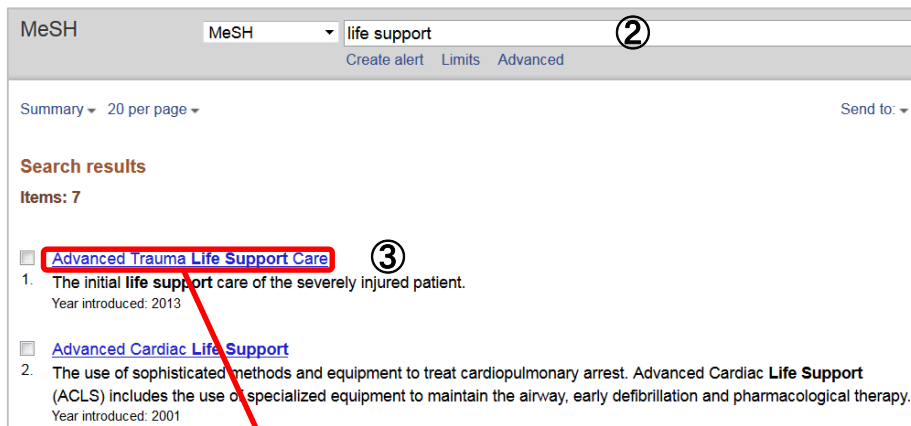 MeSH MeSH life support ②
Create alert Limits Advanced
Summary 20 per page Send to:
Search results
Items: 7
Advanced Trauma Life Support Care ③
1. The initial life support care of the severely injured patient.
Year introduced: 2013
Advanced Cardiac Life Support
2. The use of sophisticated methods and equipment to treat cardiopulmonary arrest. Advanced Cardiac Life Support
(ACLS) includes the use of specialized equipment to maintain the airway, early defibrillation and pharmacological therapy.
Year introduced: 2001